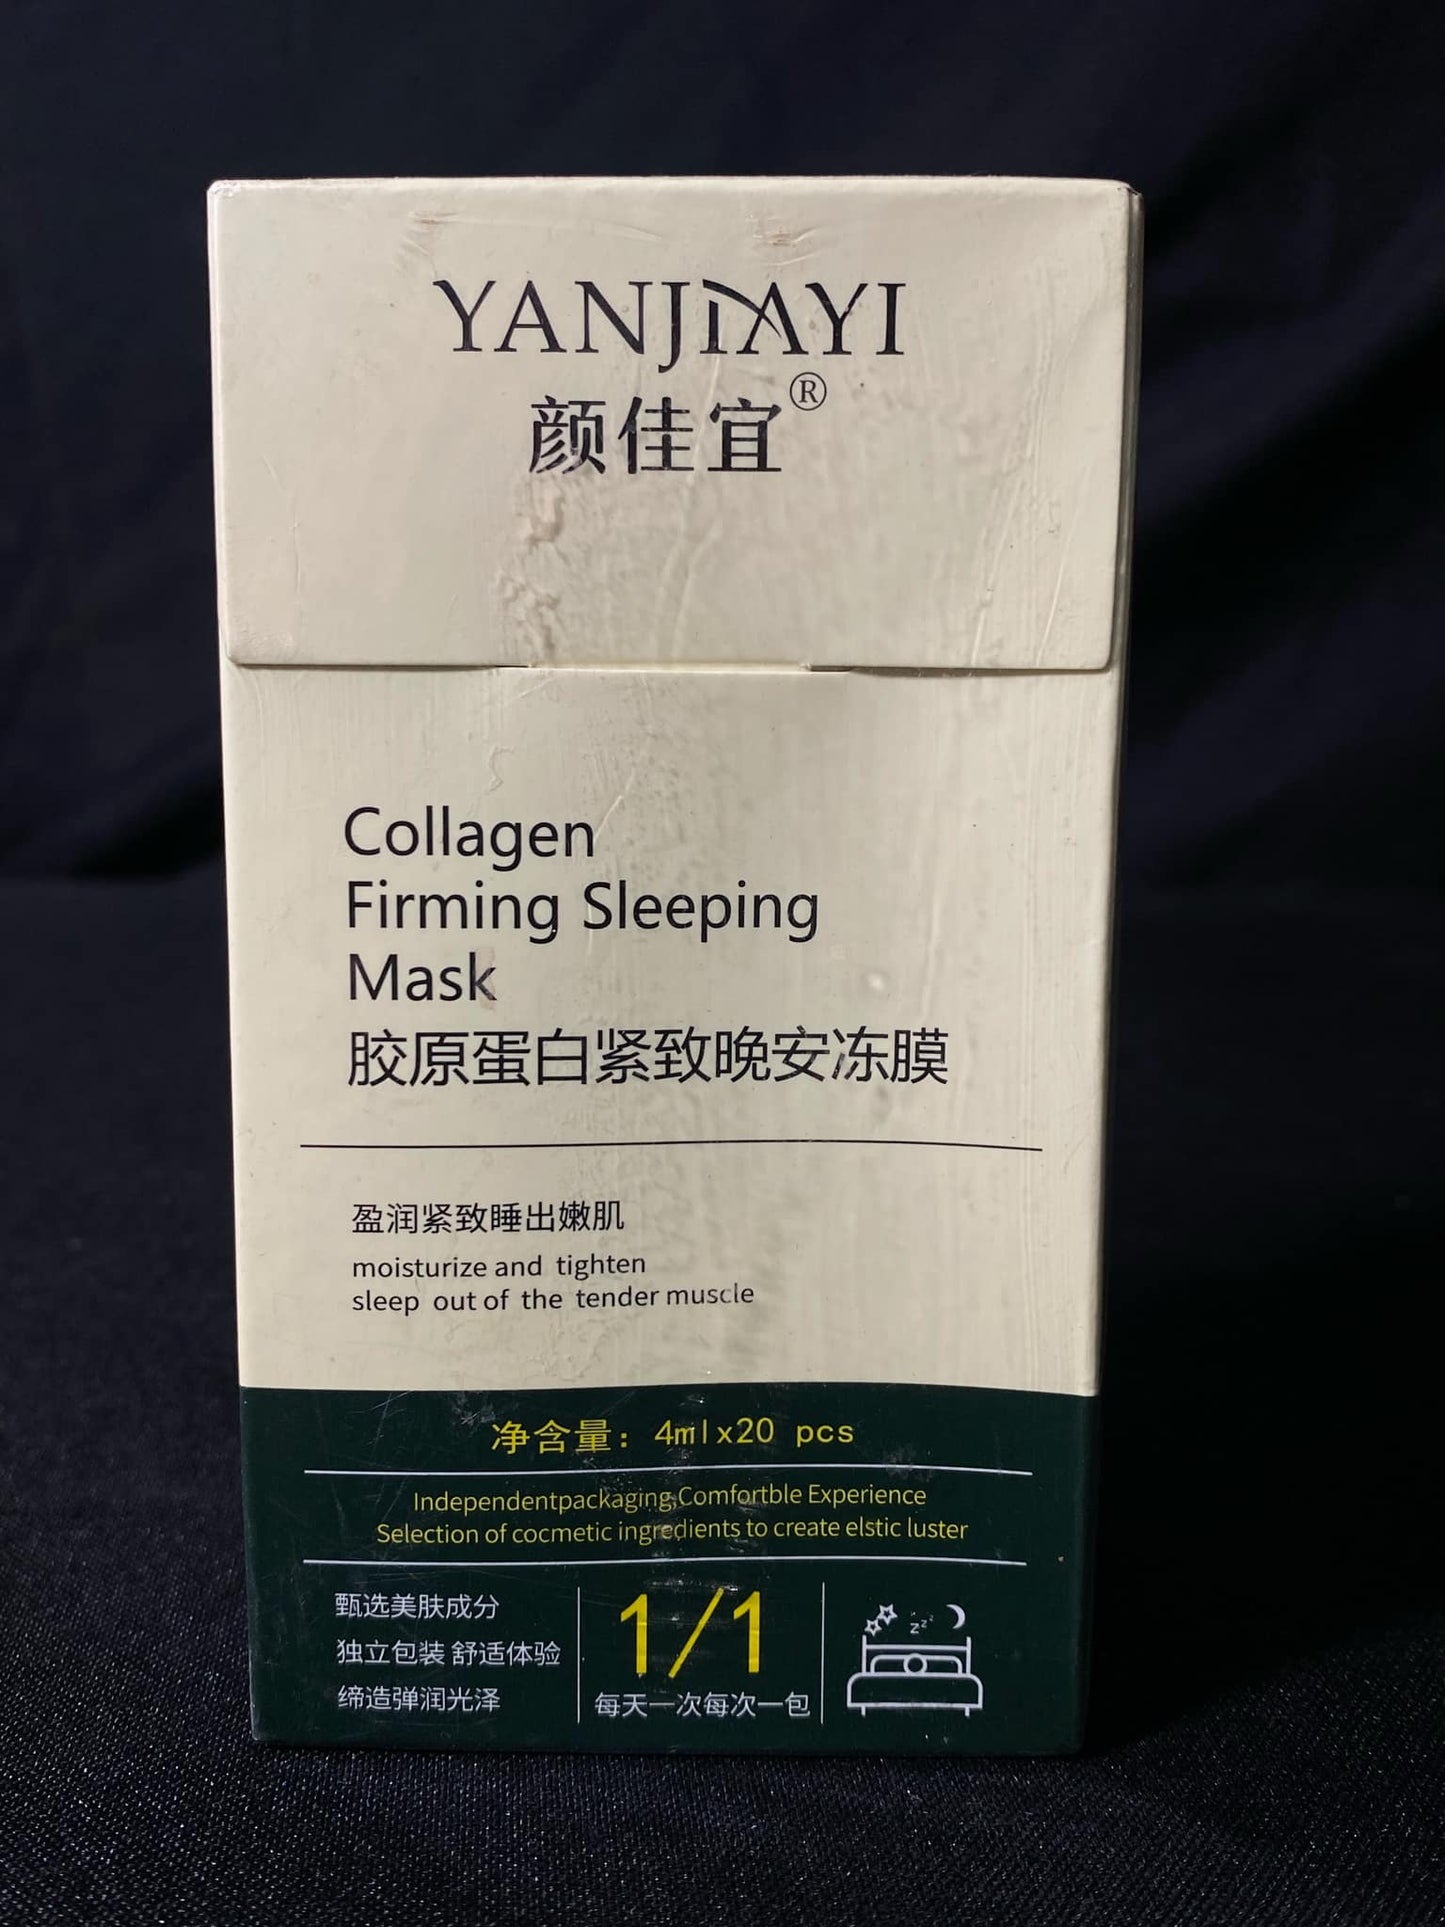 YANJIAYI
颜佳宜®
Collagen
Firming Sleeping
Mask
胶原蛋白紧致晚安冻膜
盈润紧致睡出嫩肌
moisturize and tighten
sleep out of the tender muscle
净含量：4mlx20 pcs
Independentpackaging,Comfortble Experience
Selection of cocmetic ingredients to create elstic luster
甄选美肤成分
独立包装 舒适体验
缔造弹润光泽
1/1
每天一次每次一包
zzz